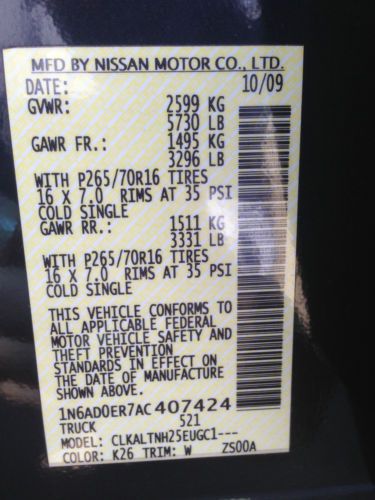 MFD BY NISSAN MOTOR CO., LTD.
DATE: 10/09
GVWR: 2599 KG
5730 LB
GAWR FR.: 1495 KG
3296 LB
WITH P265/70R16 TIRES
16 X 7.0 RIMS AT 35 PSI
COLD SINGLE
GAWR RR.: 1511 KG
3331 LB
WITH P265/70R16 TIRES
16 X 7.0 RIMS AT 35 PSI
COLD SINGLE
THIS VEHICLE CONFORMS TO
ALL APPLICABLE FEDERAL
MOTOR VEHICLE SAFETY AND
THEFT PREVENTION
STANDARDS IN EFFECT ON
THE DATE OF MANUFACTURE
SHOWN ABOVE.
1N6AD0ER7AC407424
TRUCK 521
MODEL: CLKALTNH25EUGC1---
COLOR: K26 TRIM: W ZS00A